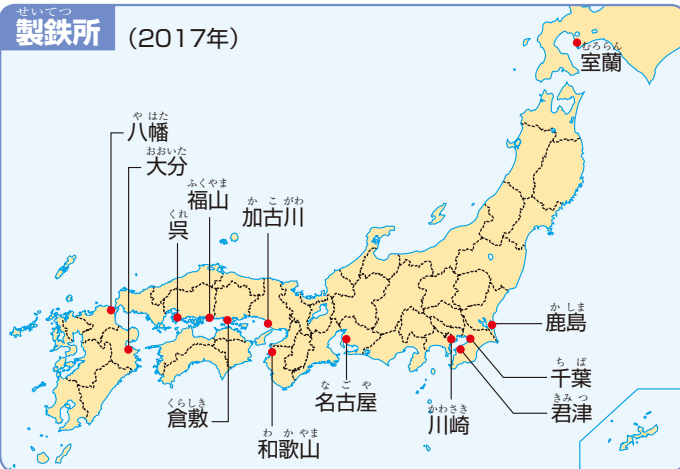 せいてつ
製鉄所 (2017年)
むろらん
室蘭
やはた
八幡
おおいた
大分
ふくやま
福山
かこがわ
加古川
くれ
呉
かしま
鹿島
ちば
千葉
きみつ
君津
なごや
名古屋
かわさき
川崎
くらしき
倉敷
わかやま
和歌山